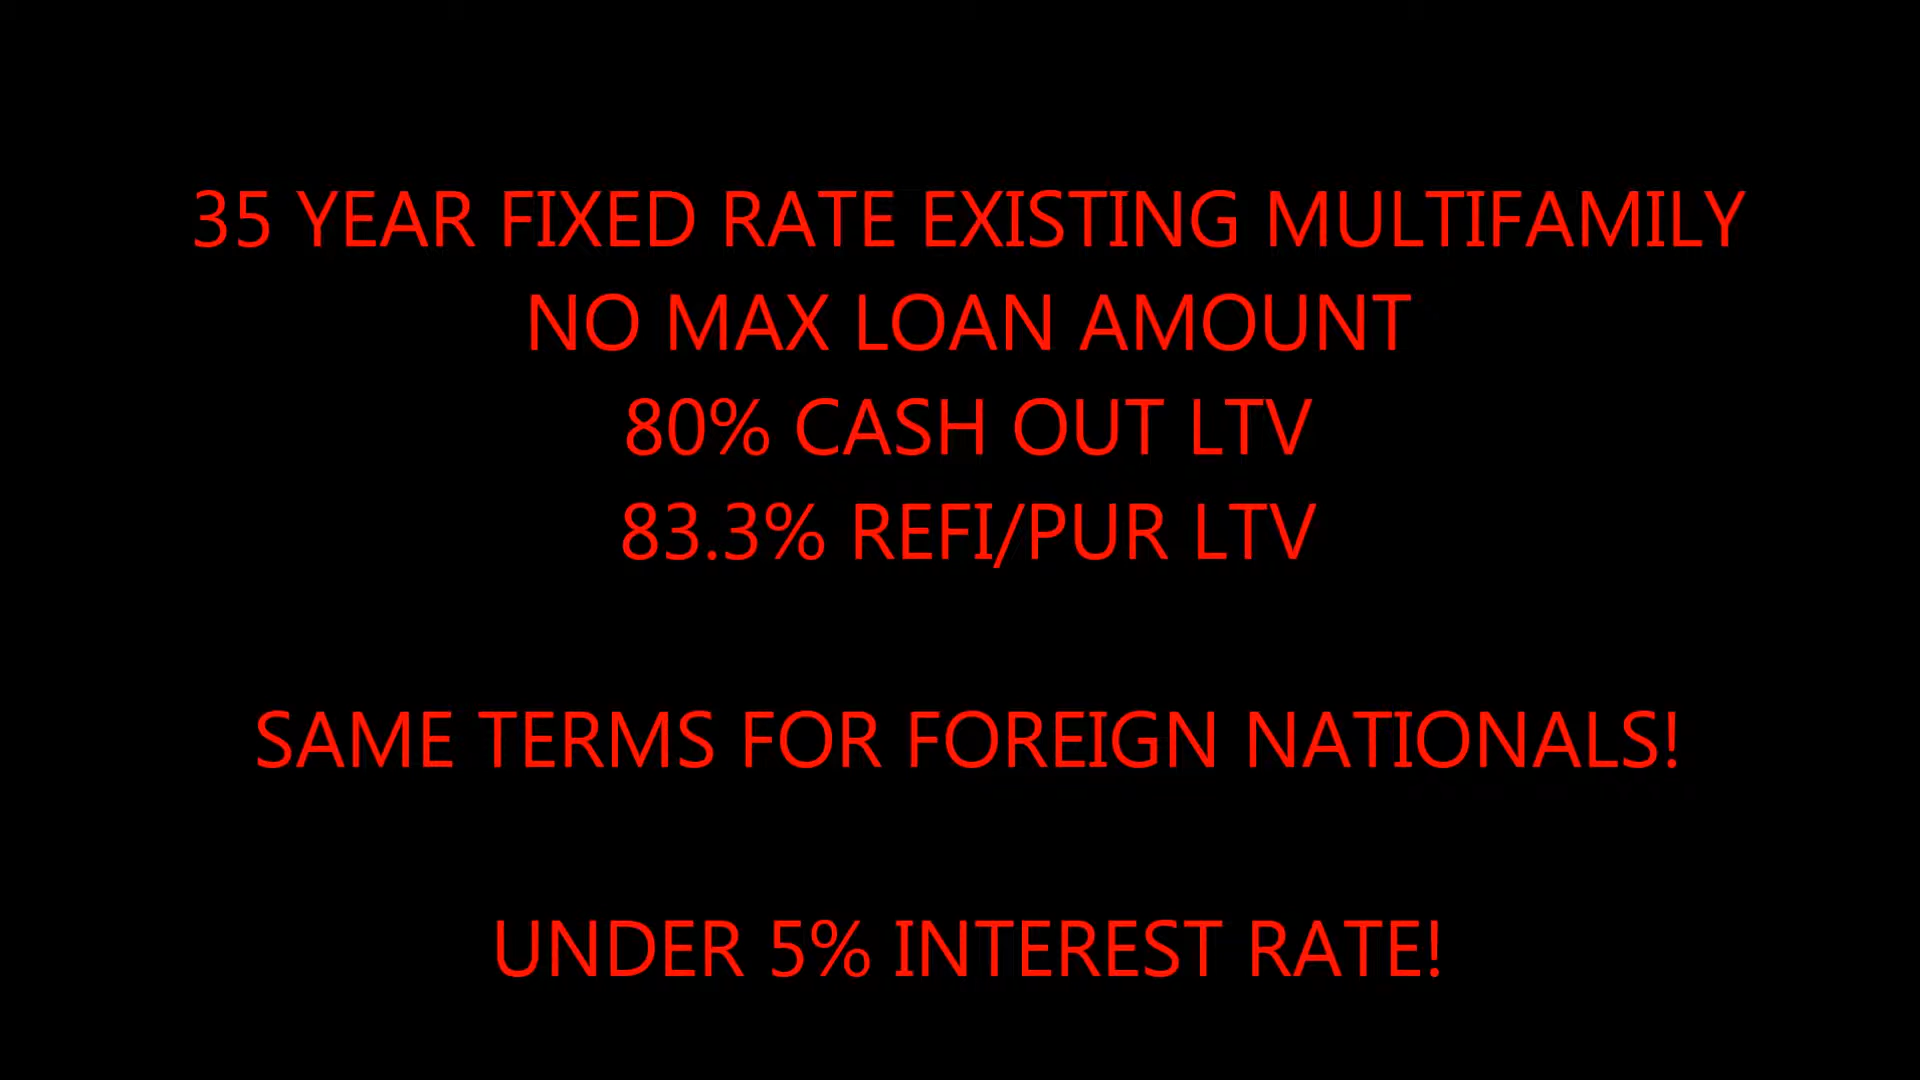 35 YEAR FIXED RATE EXISTING MULTIFAMILY
NO MAX LOAN AMOUNT
80% CASH OUT LTV
83.3% REFI/PUR LTV
SAME TERMS FOR FOREIGN NATIONALS!
UNDER 5% INTEREST RATE!